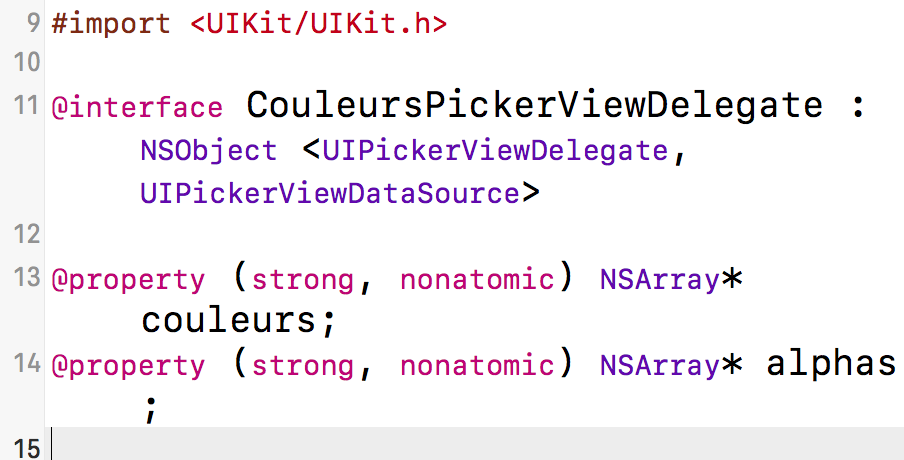 9 #import <UIKit/UIKit.h>
10
11 @interface CouleursPickerViewDelegate :
NSObject <UIPickerViewDelegate,
UIPickerViewDataSource>
12
13 @property (strong, nonatomic) NSArray*
couleurs;
14 @property (strong, nonatomic) NSArray* alphas
;
15